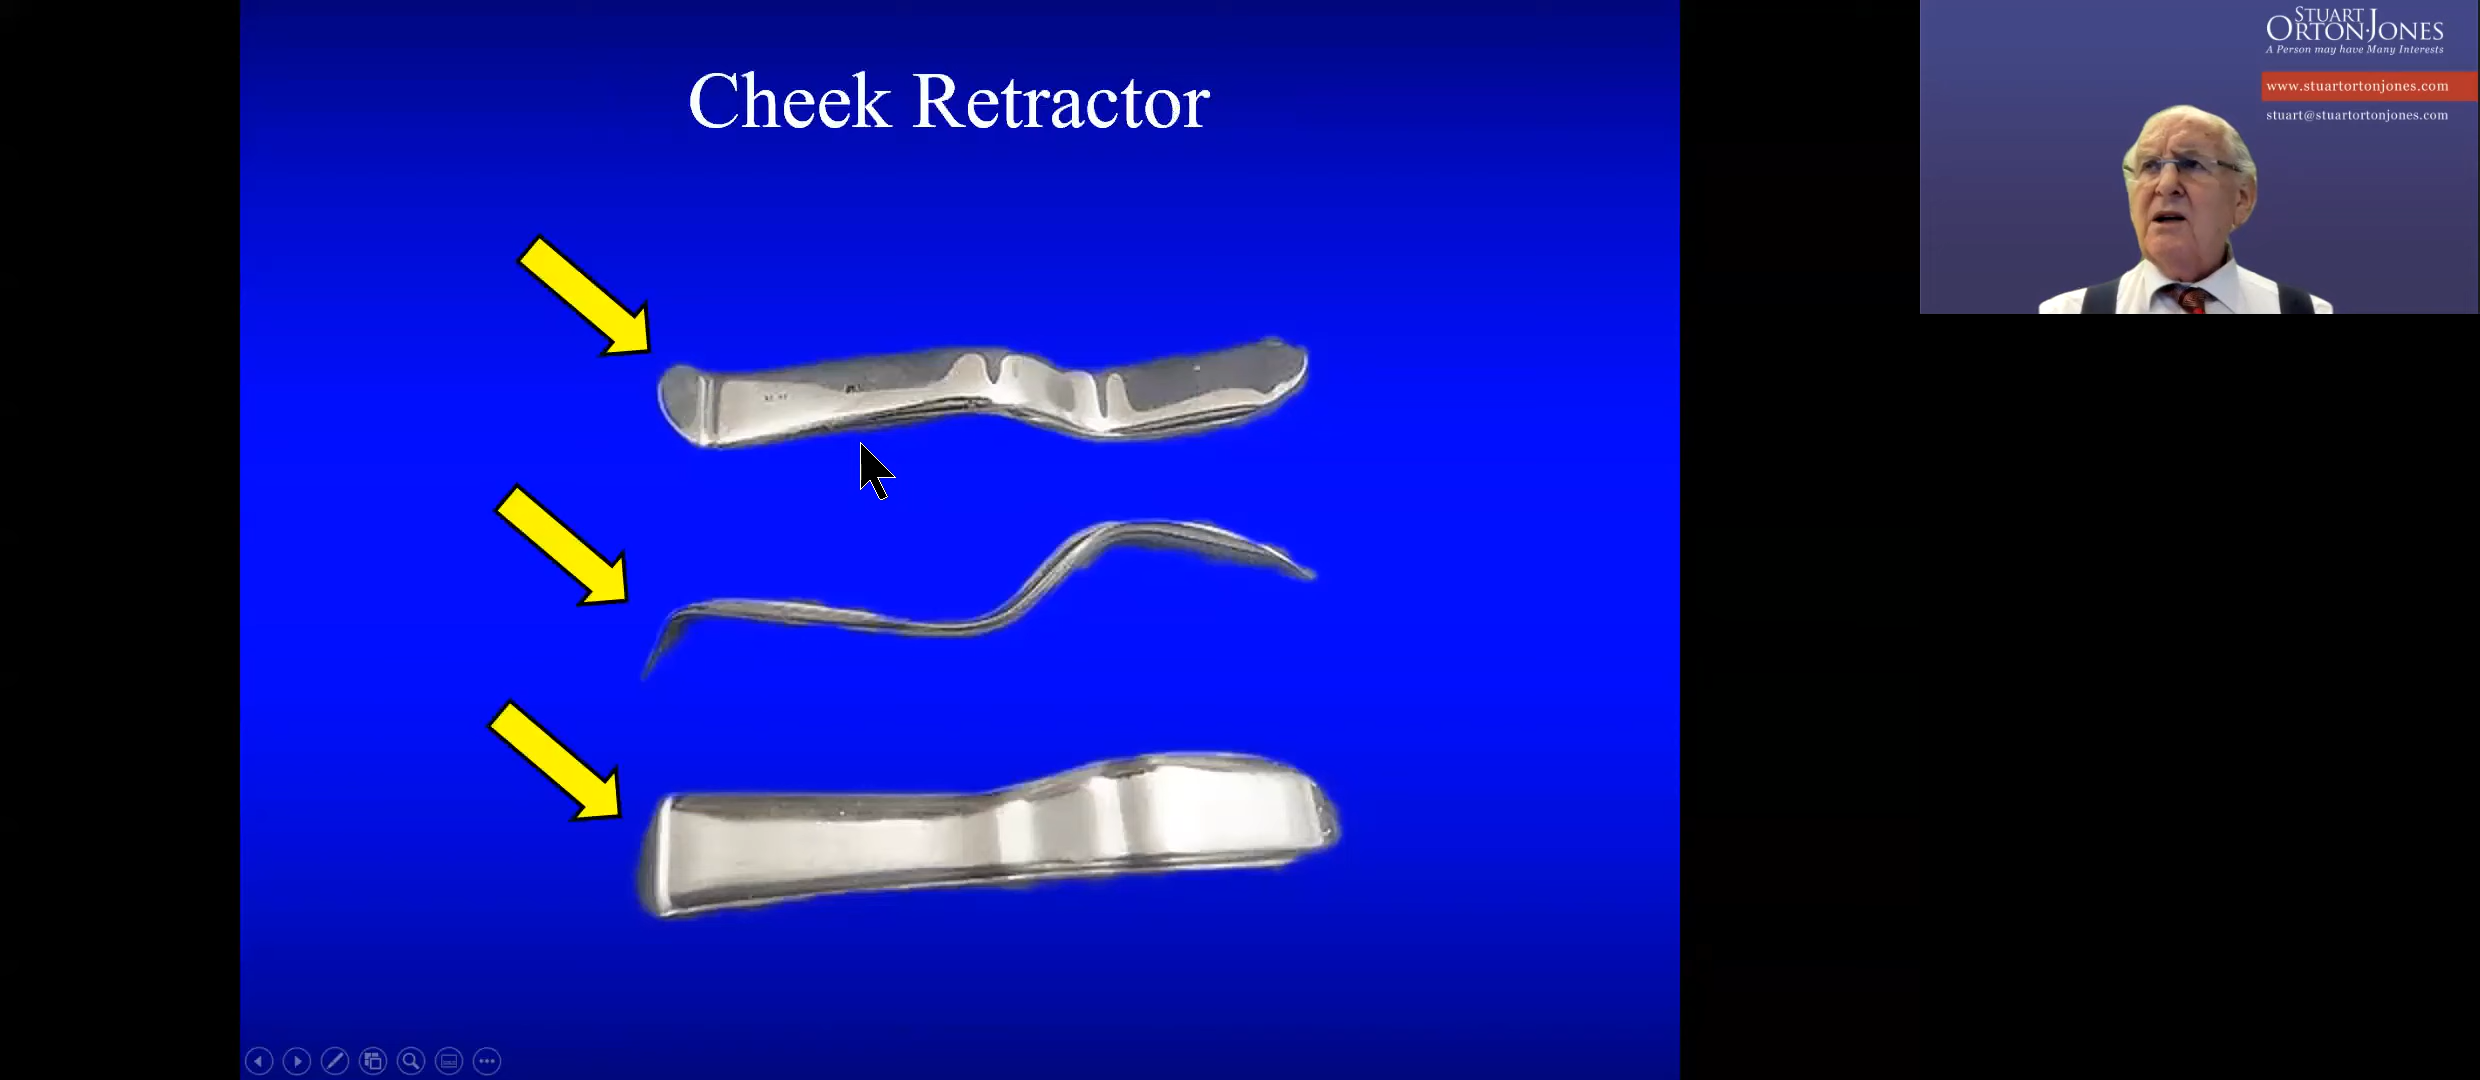 Cheek Retractor
STUART
ORTON-JONES
A Person may have Many Interests
www.stuartortonjones.com
stuart@stuartortonjones.com